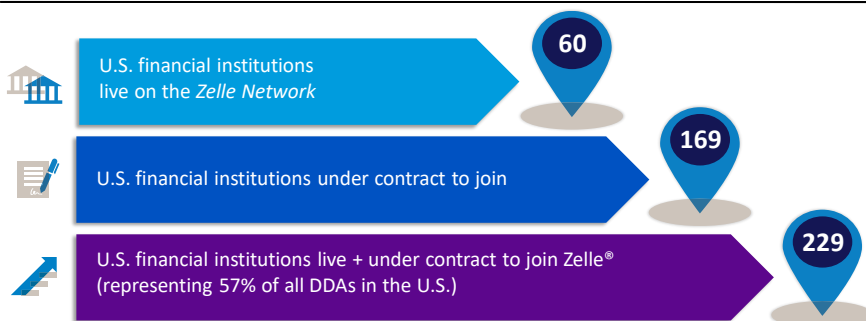 U.S. financial institutions
live on the Zelle Network
60
U.S. financial institutions under contract to join
169
U.S. financial institutions live + under contract to join Zelle®
(representing 57% of all DDAs in the U.S.)
229